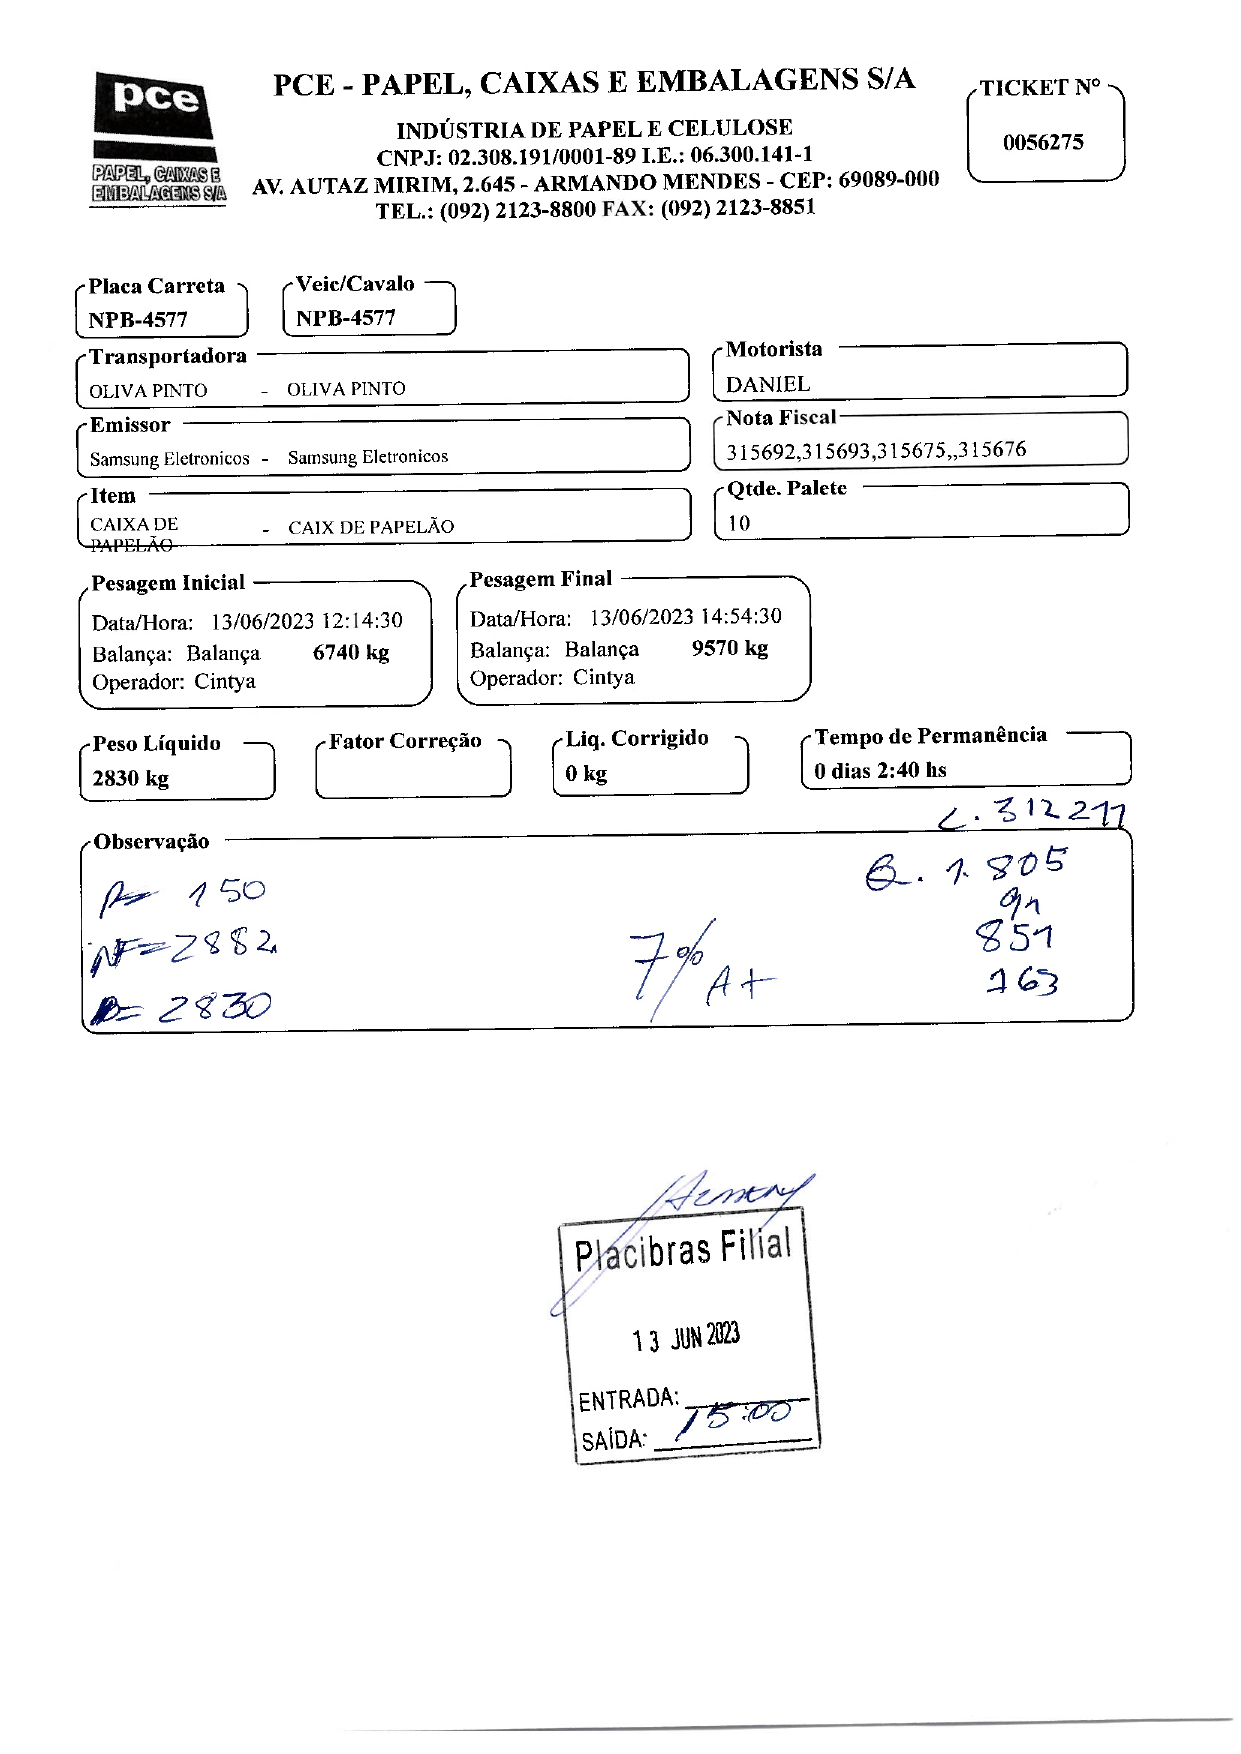 pce
PAPEL, CAIXAS E
EMBALAGENS S/A
PCE - PAPEL, CAIXAS E EMBALAGENS S/A
INDÚSTRIA DE PAPEL E CELULOSE
CNPJ: 02.308.191/0001-89 I.E.: 06.300.141-1
AV. AUTAZ MIRIM, 2.645 - ARMANDO MENDES - CEP: 69089-000
TEL.: (092) 2123-8800 FAX: (092) 2123-8851
TICKET Nº
0056275
Placa Carreta
NPB-4577
Veic/Cavalo
NPB-4577
Transportadora
OLIVA PINTO - OLIVA PINTO
Motorista
DANIEL
Emissor
Samsung Eletronicos - Samsung Eletronicos
Nota Fiscal
315692,315693,315675,,315676
Item
CAIXA DE PAPELÃO - CAIX DE PAPELÃO
Qtde. Palete
10
Pesagem Inicial
Data/Hora: 13/06/2023 12:14:30
Balança: Balança 6740 kg
Operador: Cintya
Pesagem Final
Data/Hora: 13/06/2023 14:54:30
Balança: Balança 9570 kg
Operador: Cintya
Peso Líquido
2830 kg
Fator Correção
Liq. Corrigido
0 kg
Tempo de Permanência
0 dias 2:40 hs
L. 312211
Observação
P= 150
NF=2882
P= 2830
7% A+
1.805
851
163
Placibras Filial
13 JUN 2023
ENTRADA:
SAÍDA: 15:00